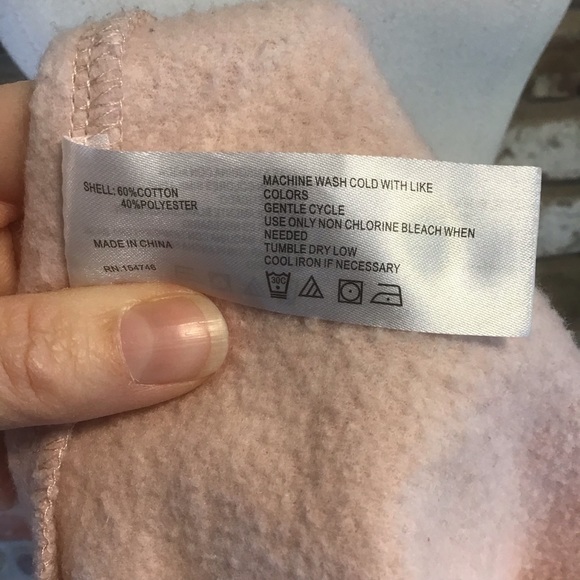 SHELL: 60%COTTON
40%POLYESTER
MADE IN CHINA
RN:154746
MACHINE WASH COLD WITH LIKE
COLORS
GENTLE CYCLE
USE ONLY NON CHLORINE BLEACH WHEN
NEEDED
TUMBLE DRY LOW
COOL IRON IF NECESSARY
30C